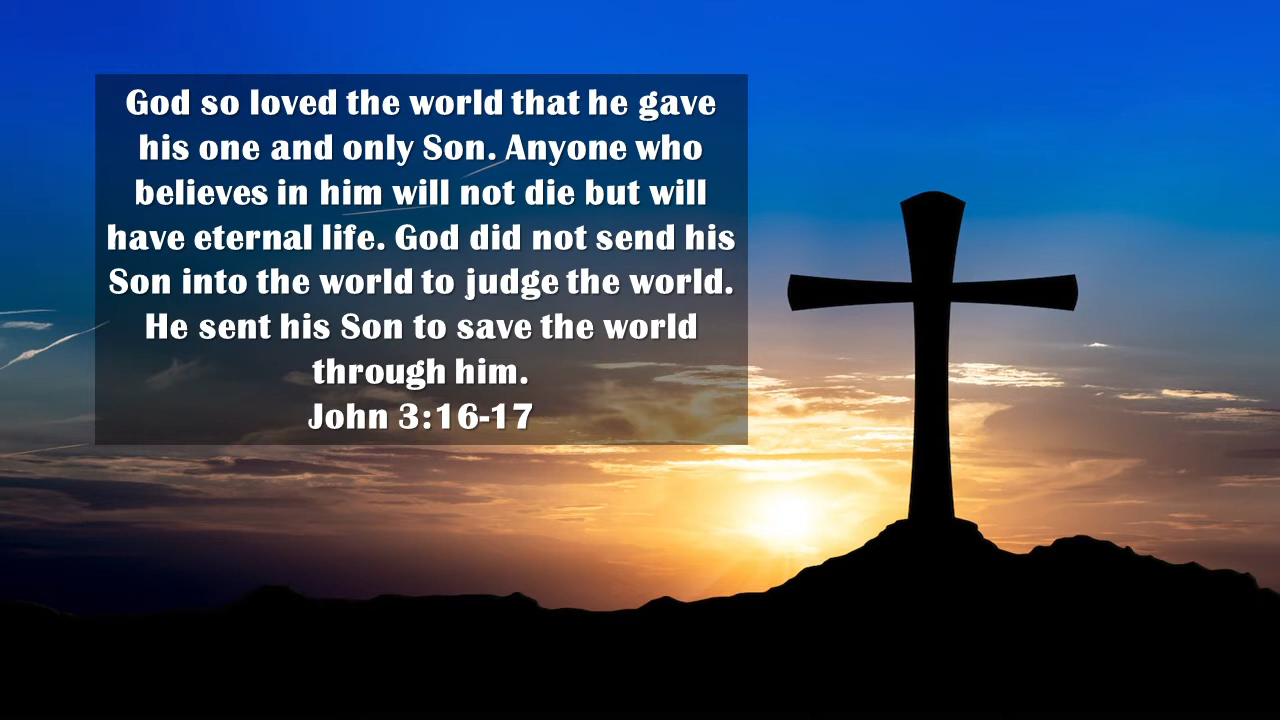 God so loved the world that he gave
his one and only Son. Anyone who
believes in him will not die but will
have eternal life. God did not send his
Son into the world to judge the world.
He sent his Son to save the world
through him.
John 3:16-17